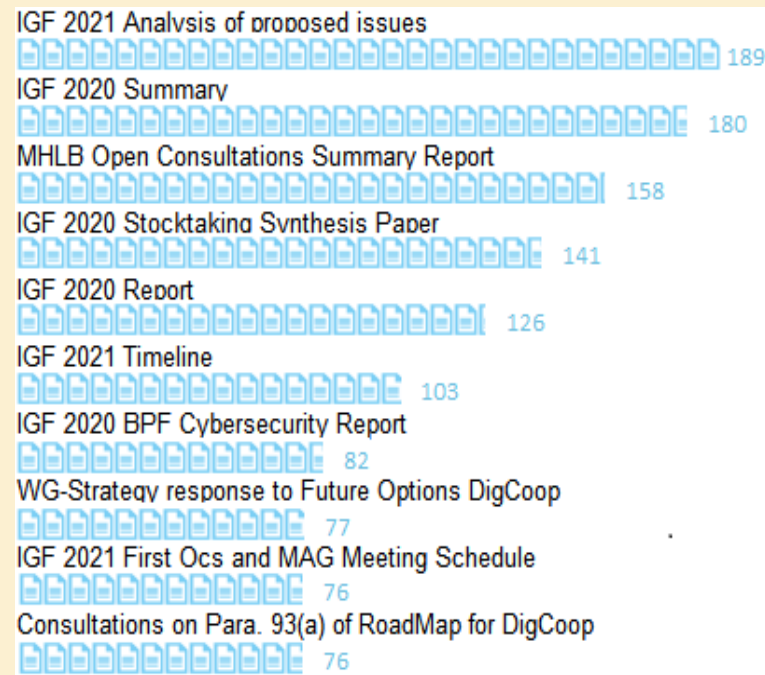 IGF 2021 Analysis of proposed issues
189
IGF 2020 Summary
180
MHLB Open Consultations Summary Report
158
IGF 2020 Stocktaking Synthesis Paper
141
IGF 2020 Report
126
IGF 2021 Timeline
103
IGF 2020 BPF Cybersecurity Report
82
WG-Strategy response to Future Options DigCoop
77
IGF 2021 First Ocs and MAG Meeting Schedule
76
Consultations on Para. 93(a) of RoadMap for DigCoop
76